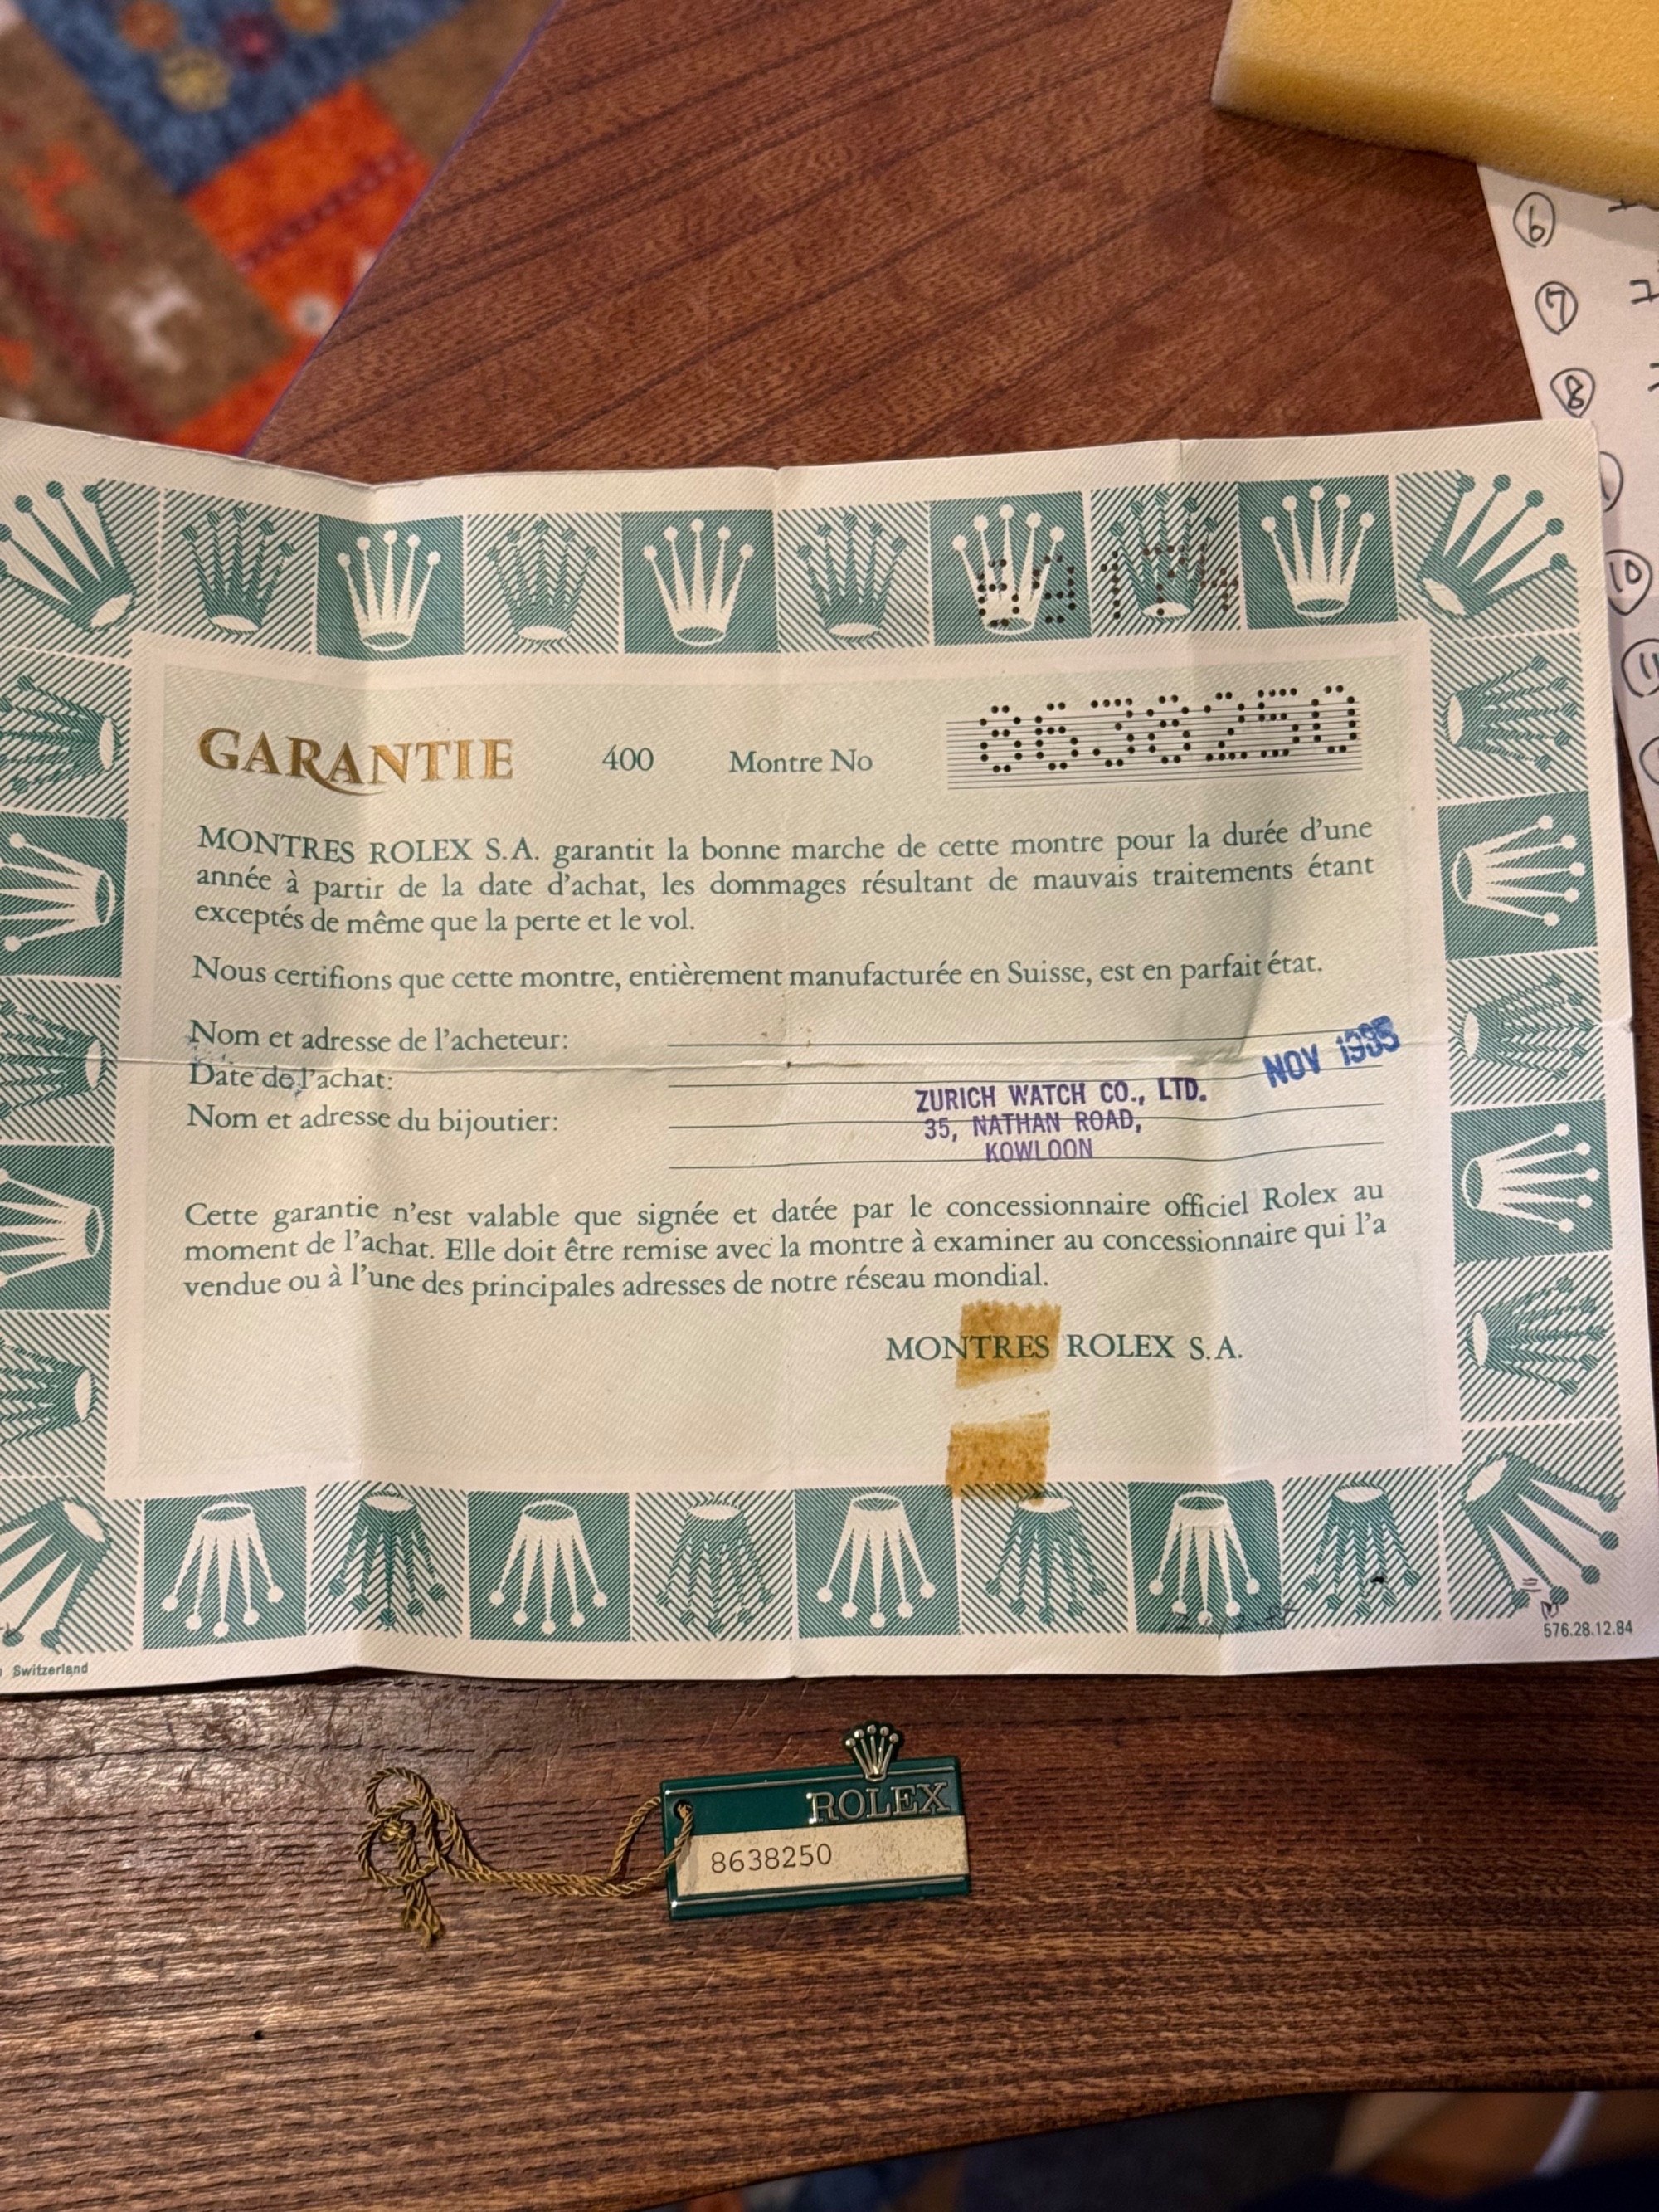 ⑥
⑦
⑧
⑩
⑪
GARANTIE 400 Montre No 8638250
MONTRES ROLEX S.A. garantit la bonne marche de cette montre pour la durée d'une
année à partir de la date d'achat, les dommages résultant de mauvais traitements étant
exceptés de même que la perte et le vol.
Nous certifions que cette montre, entièrement manufacturée en Suisse, est en parfait état.
Nom et adresse de l'acheteur:
Date de l'achat: NOV 1985
Nom et adresse du bijoutier: ZURICH WATCH CO., LTD.
35, NATHAN ROAD,
KOWLOON
Cette garantie n'est valable que signée et datée par le concessionnaire officiel Rolex au
moment de l'achat. Elle doit être remise avec la montre à examiner au concessionnaire qui l'a
vendue ou à l'une des principales adresses de notre réseau mondial.
MONTRES ROLEX S.A.
576.28.12.84
Switzerland
ROLEX
8638250